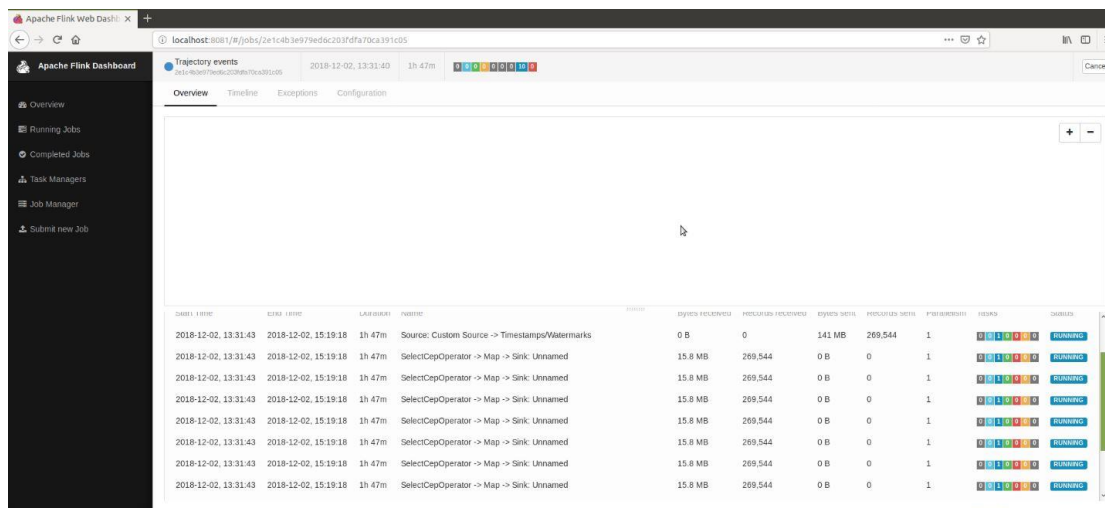 Apache Flink Web Dashb
localhost:8081/#/jobs/2e1c4b3e979ed6c203fdfa70ca391c05
Apache Flink Dashboard
Trajectory events
2e1c4b3e979ed6c203fdfa70ca391c05
2018-12-02, 13:31:40 1h 47m 0 0 0 0 0 0 0 10 0
Cance
Overview Timeline Exceptions Configuration
Overview
Running Jobs
Completed Jobs
Task Managers
Job Manager
Submit new Job
+ −
Start Time End Time Duration Name Bytes received Records received Bytes sent Records sent Parallelism Tasks Status
2018-12-02, 13:31:43 2018-12-02, 15:19:18 1h 47m Source: Custom Source -> Timestamps/Watermarks 0 B 0 141 MB 269,544 1 0 0 1 0 0 0 0 RUNNING
2018-12-02, 13:31:43 2018-12-02, 15:19:18 1h 47m SelectCepOperator -> Map -> Sink: Unnamed 15.8 MB 269,544 0 B 0 1 0 0 1 0 0 0 0 RUNNING
2018-12-02, 13:31:43 2018-12-02, 15:19:18 1h 47m SelectCepOperator -> Map -> Sink: Unnamed 15.8 MB 269,544 0 B 0 1 0 0 1 0 0 0 0 RUNNING
2018-12-02, 13:31:43 2018-12-02, 15:19:18 1h 47m SelectCepOperator -> Map -> Sink: Unnamed 15.8 MB 269,544 0 B 0 1 0 0 1 0 0 0 0 RUNNING
2018-12-02, 13:31:43 2018-12-02, 15:19:18 1h 47m SelectCepOperator -> Map -> Sink: Unnamed 15.8 MB 269,544 0 B 0 1 0 0 1 0 0 0 0 RUNNING
2018-12-02, 13:31:43 2018-12-02, 15:19:18 1h 47m SelectCepOperator -> Map -> Sink: Unnamed 15.8 MB 269,544 0 B 0 1 0 0 1 0 0 0 0 RUNNING
2018-12-02, 13:31:43 2018-12-02, 15:19:18 1h 47m SelectCepOperator -> Map -> Sink: Unnamed 15.8 MB 269,544 0 B 0 1 0 0 1 0 0 0 0 RUNNING
2018-12-02, 13:31:43 2018-12-02, 15:19:18 1h 47m SelectCepOperator -> Map -> Sink: Unnamed 15.8 MB 269,544 0 B 0 1 0 0 1 0 0 0 0 RUNNING